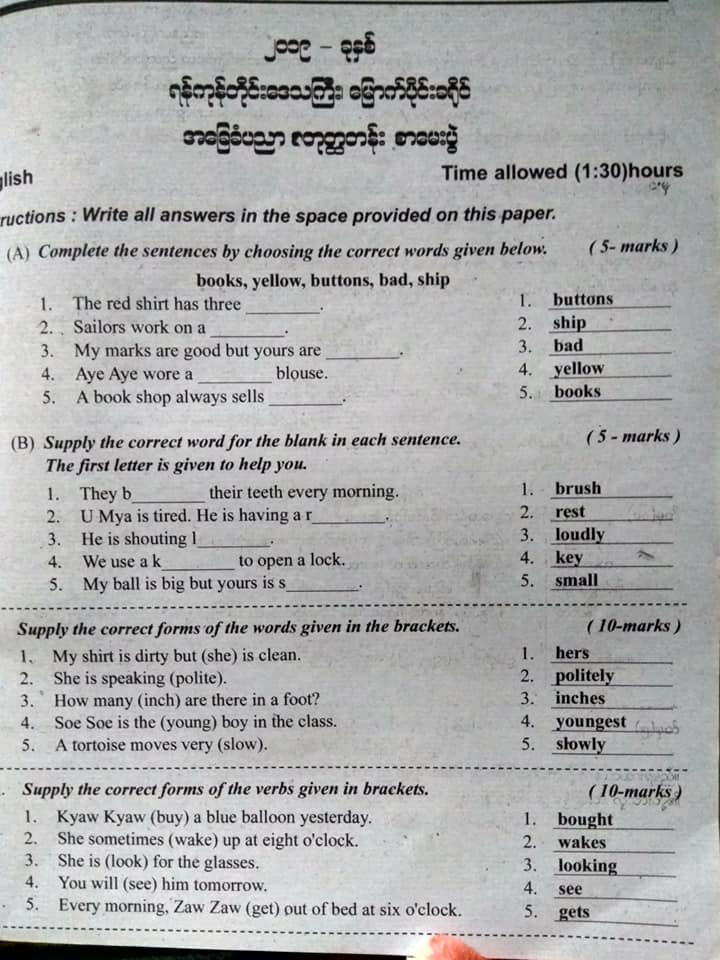 ၂၀၁၉ - ခုနှစ်
ရန်ကုန်တိုင်းဒေသကြီး၊ မြောက်ပိုင်းခရိုင်
အခြေခံပညာ စတုတ္ထတန်း စာမေးပွဲ
glish Time allowed (1:30)hours
ructions : Write all answers in the space provided on this paper.
(A) Complete the sentences by choosing the correct words given below. ( 5- marks )
books, yellow, buttons, bad, ship
1. The red shirt has three ________. 1. buttons
2. Sailors work on a ________. 2. ship
3. My marks are good but yours are ________. 3. bad
4. Aye Aye wore a ________ blouse. 4. yellow
5. A book shop always sells ________. 5. books
(B) Supply the correct word for the blank in each sentence. ( 5 - marks )
The first letter is given to help you.
1. They b________ their teeth every morning. 1. brush
2. U Mya is tired. He is having a r________. 2. rest
3. He is shouting l________. 3. loudly
4. We use a k________ to open a lock. 4. key
5. My ball is big but yours is s________. 5. small
Supply the correct forms of the words given in the brackets. ( 10-marks )
1. My shirt is dirty but (she) is clean. 1. hers
2. She is speaking (polite). 2. politely
3. How many (inch) are there in a foot? 3. inches
4. Soe Soe is the (young) boy in the class. 4. youngest
5. A tortoise moves very (slow). 5. slowly
. Supply the correct forms of the verbs given in brackets. ( 10-marks )
1. Kyaw Kyaw (buy) a blue balloon yesterday. 1. bought
2. She sometimes (wake) up at eight o'clock. 2. wakes
3. She is (look) for the glasses. 3. looking
4. You will (see) him tomorrow. 4. see
5. Every morning, Zaw Zaw (get) out of bed at six o'clock. 5. gets